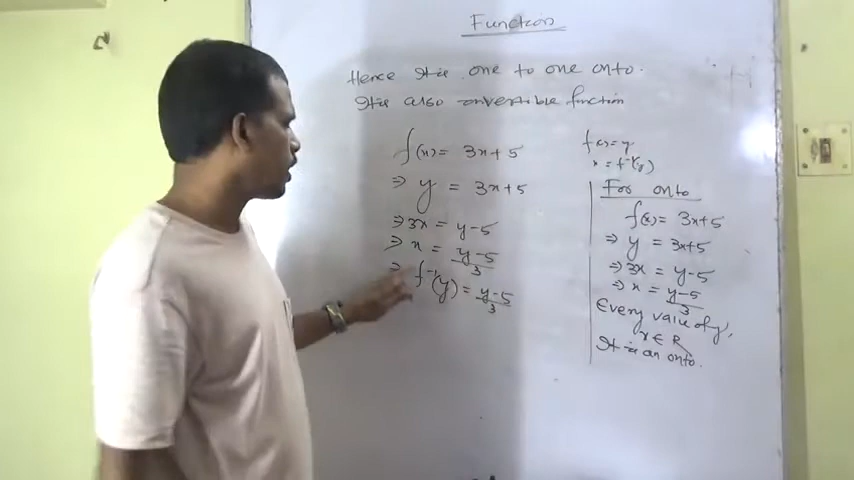 Function
Hence It is one to one onto.
It is also invertible function
f(x) = 3x+5
⇒ y = 3x+5
⇒ 3x = y-5
⇒ x = y-5/3
⇒ f⁻¹(y) = y-5/3
f(x) = y
x = f⁻¹(y)
For onto
f(x) = 3x+5
⇒ y = 3x+5
⇒ 3x = y-5
⇒ x = y-5/3
Every value of y,
x ∈ R
It is an onto.